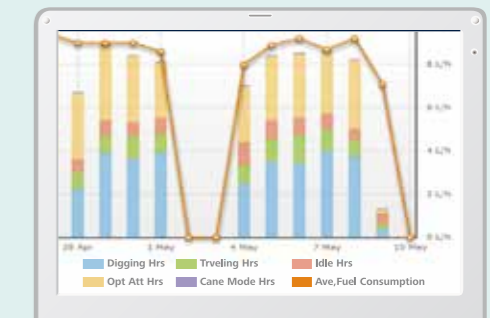 8 L/h
6 L/h
4 L/h
2 L/h
0 L/h
28 Apr 1 May 4 May 7 May 10 May
Digging Hrs Trveling Hrs Idle Hrs
Opt Att Hrs Cane Mode Hrs Ave,Fuel Consumption